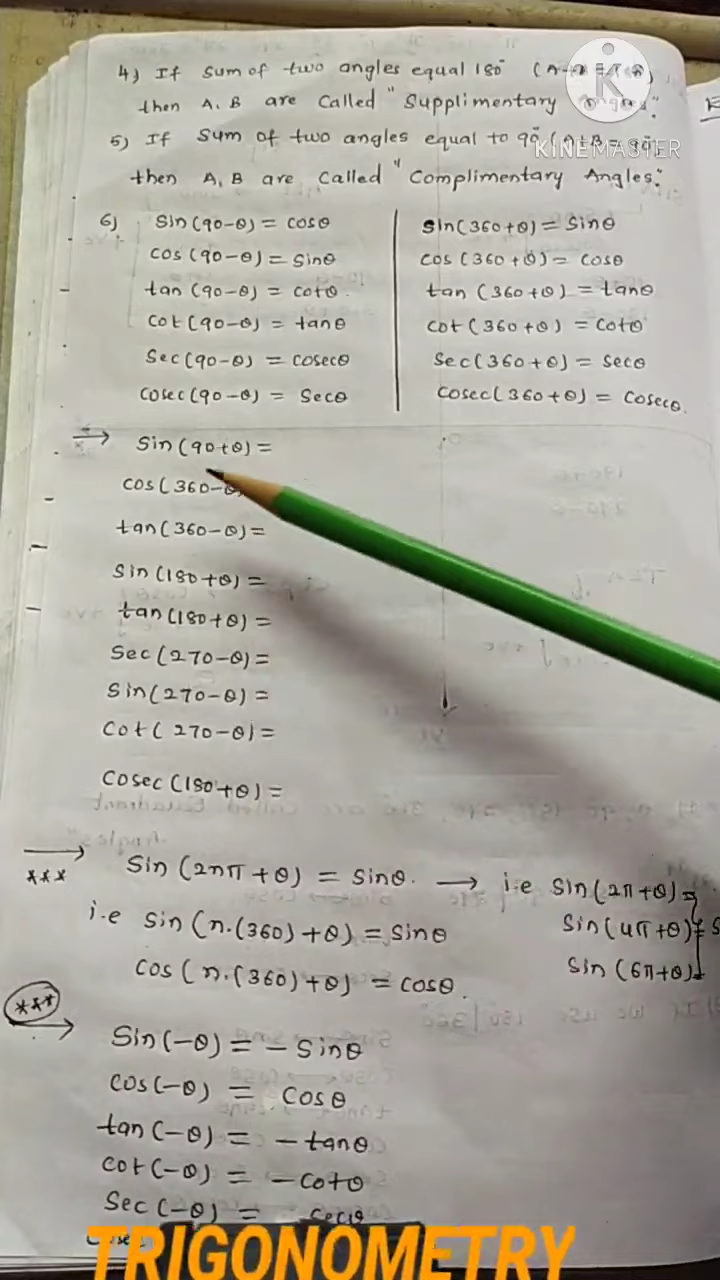 4) If Sum of two angles equal 180°
then A, B are Called "Supplimentary
KINEMASTER
5) If Sum of two angles equal to 90° (A+B = 90°)
then A, B are Called "Complimentary Angles."
6) Sin(90-θ) = cosθ
cos(90-θ) = sinθ
tan(90-θ) = cotθ
cot(90-θ) = tanθ
Sec(90-θ) = cosecθ
cosec(90-θ) = Secθ
sin(360+θ) = Sinθ
cos(360+θ) = cosθ
tan(360+θ) = tanθ
cot(360+θ) = cotθ
Sec(360+θ) = secθ
cosec(360+θ) = cosecθ.
Sin(90+θ) =
cos(360-θ)
tan(360-θ) =
sin(180+θ) =
tan(180+θ) =
Sec(270-θ) =
Sin(270-θ) =
Cot(270-θ) =
Cosec(180+θ) =
*** Sin(2nπ+θ) = Sinθ. → i.e Sin(2π+θ) =
i.e Sin(n.(360)+θ) = Sinθ
Sin(4π+θ) =
cos(n.(360)+θ) = cosθ.
Sin(6π+θ)
***
Sin(-θ) = - Sinθ
cos(-θ) = cosθ
tan(-θ) = - tanθ
cot(-θ) = - cotθ
Sec(-θ) = secθ
TRIGONOMETRY